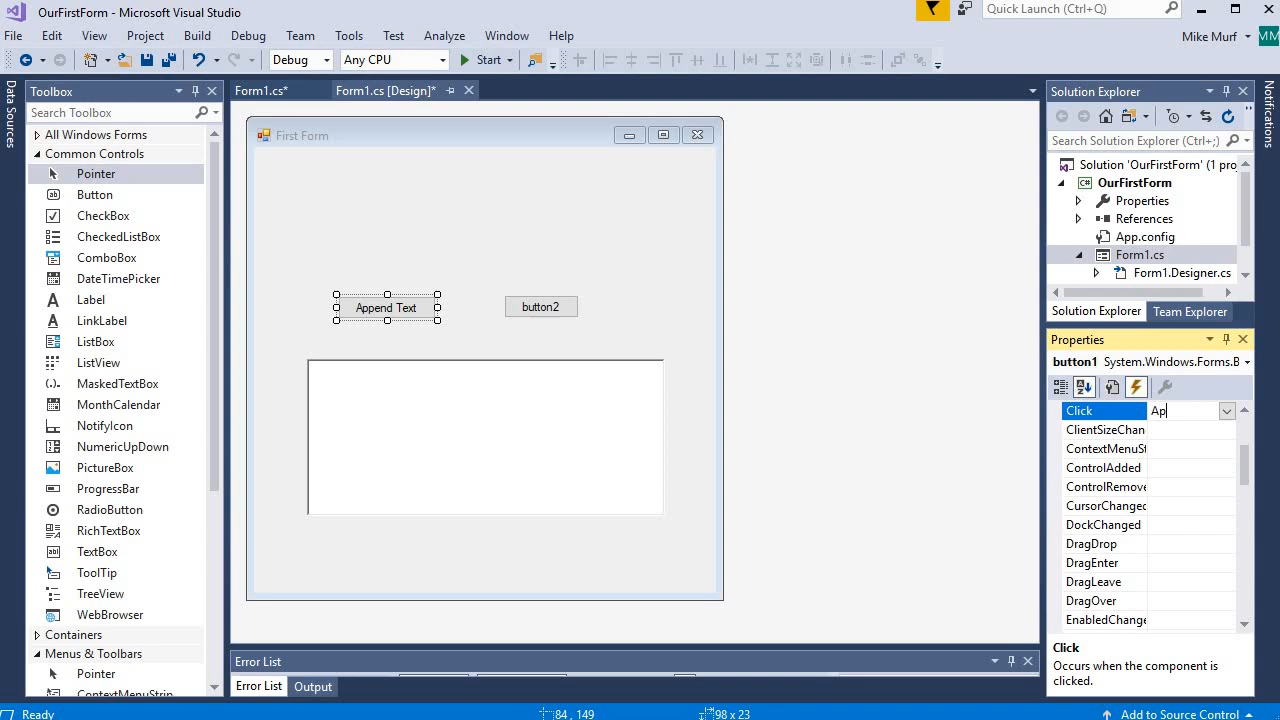 OurFirstForm - Microsoft Visual Studio
Quick Launch (Ctrl+Q)
File Edit View Project Build Debug Team Tools Test Analyze Window Help
Mike Murf
MM
Debug Any CPU Start
Data Sources
Toolbox
Search Toolbox
All Windows Forms
Common Controls
Pointer
Button
CheckBox
CheckedListBox
ComboBox
DateTimePicker
Label
LinkLabel
ListBox
ListView
MaskedTextBox
MonthCalendar
NotifyIcon
NumericUpDown
PictureBox
ProgressBar
RadioButton
RichTextBox
TextBox
ToolTip
TreeView
WebBrowser
Containers
Menus & Toolbars
Pointer
ContextMenuStrip
Form1.cs* Form1.cs [Design]*
First Form
Append Text
button2
Error List
Error List Output
Solution Explorer
Search Solution Explorer (Ctrl+;)
Solution 'OurFirstForm' (1 proj
C# OurFirstForm
Properties
References
App.config
Form1.cs
Form1.Designer.cs
Solution Explorer Team Explorer
Properties
button1 System.Windows.Forms.B
Click Ap
ClientSizeChan
ContextMenuSt
ControlAdded
ControlRemove
CursorChanged
DockChanged
DragDrop
DragEnter
DragLeave
DragOver
EnabledChange
Click
Occurs when the component is
clicked.
Notifications
Ready
84 , 149
98 x 23
Add to Source Control